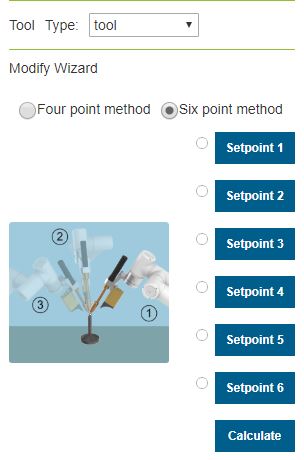 Tool Type: tool
Modify Wizard
Four point method Six point method
Setpoint 1
Setpoint 2
Setpoint 3
Setpoint 4
Setpoint 5
Setpoint 6
Calculate
2
3
1